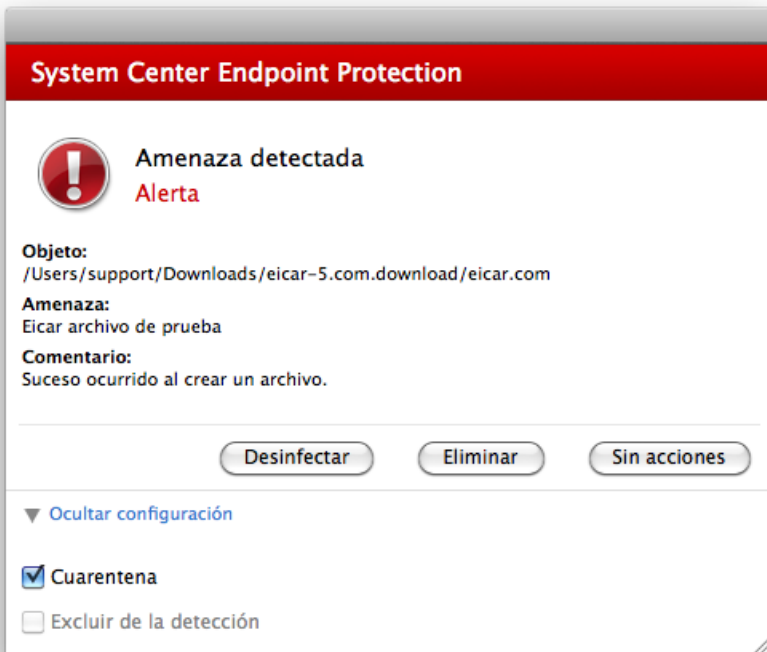 System Center Endpoint Protection
Amenaza detectada
Alerta
Objeto:
/Users/support/Downloads/eicar-5.com.download/eicar.com
Amenaza:
Eicar archivo de prueba
Comentario:
Suceso ocurrido al crear un archivo.
Desinfectar Eliminar Sin acciones
Ocultar configuración
Cuarentena
Excluir de la detección